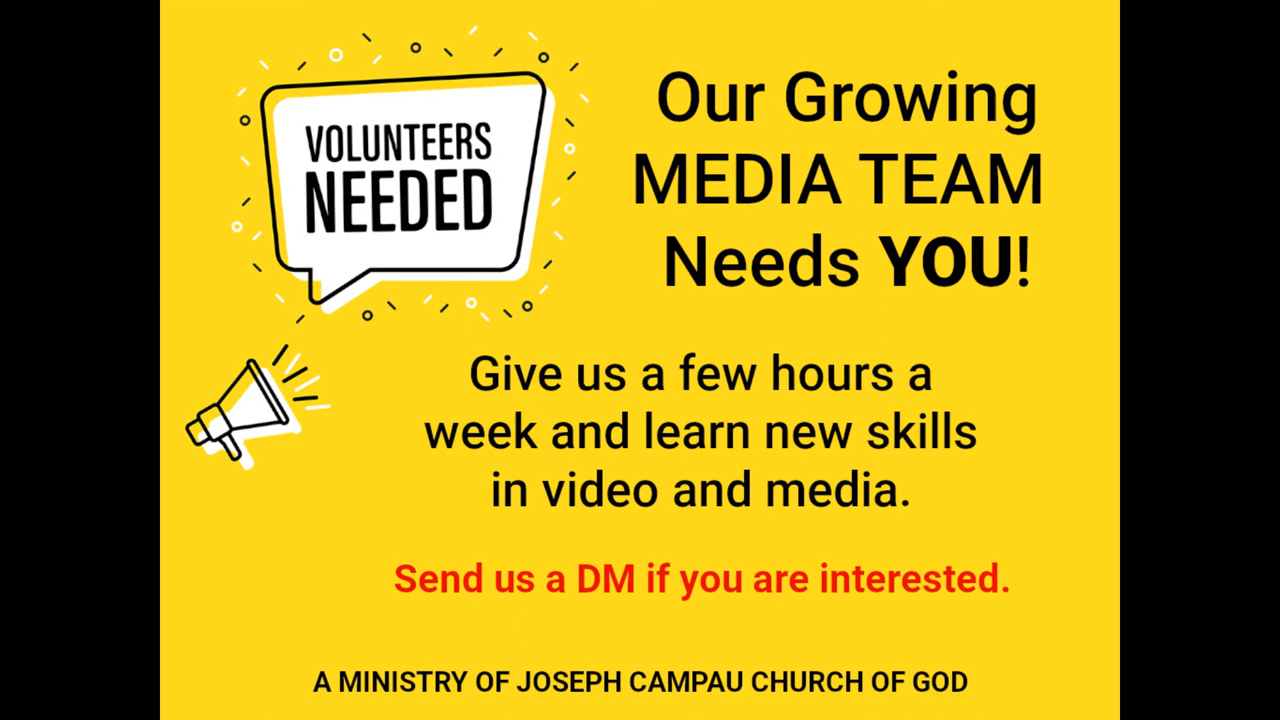 VOLUNTEERS
NEEDED
Our Growing
MEDIA TEAM
Needs YOU!
Give us a few hours a
week and learn new skills
in video and media.
Send us a DM if you are interested.
A MINISTRY OF JOSEPH CAMPAU CHURCH OF GOD